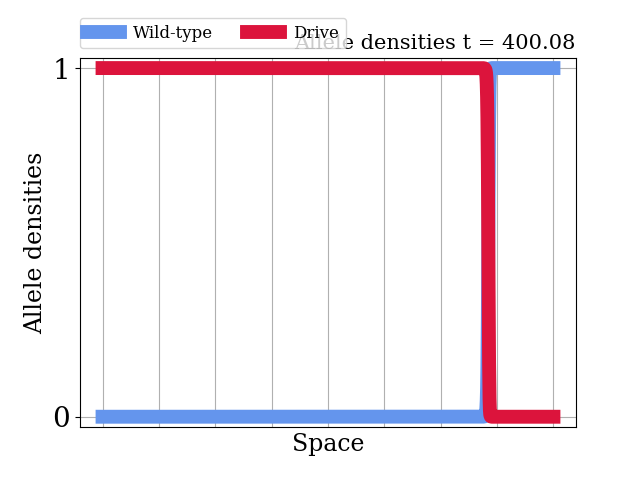 Wild-type Drive
Allele densities t = 400.08
1
Allele densities
0
Space